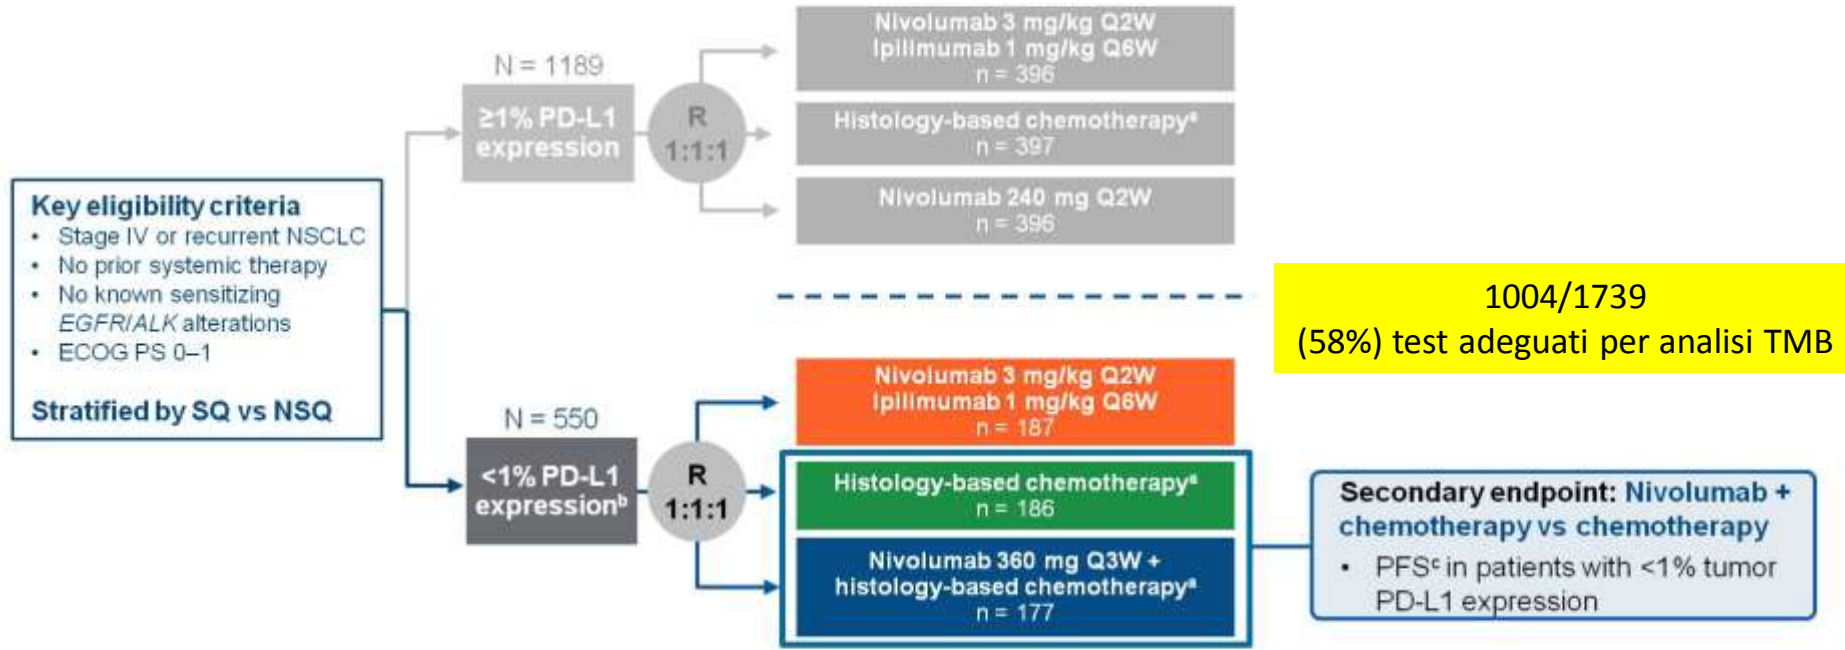 Key eligibility criteria
• Stage IV or recurrent NSCLC
• No prior systemic therapy
• No known sensitizing
EGFR/ALK alterations
• ECOG PS 0–1
Stratified by SQ vs NSQ
N = 1189
≥1% PD-L1
expression
R
1:1:1
Nivolumab 3 mg/kg Q2W
Ipilimumab 1 mg/kg Q6W
n = 396
Histology-based chemotherapyᵃ
n = 397
Nivolumab 240 mg Q2W
n = 396
1004/1739
(58%) test adeguati per analisi TMB
N = 550
<1% PD-L1
expressionᵇ
R
1:1:1
Nivolumab 3 mg/kg Q2W
Ipilimumab 1 mg/kg Q6W
n = 187
Histology-based chemotherapyᵃ
n = 186
Nivolumab 360 mg Q3W +
histology-based chemotherapyᵃ
n = 177
Secondary endpoint: Nivolumab +
chemotherapy vs chemotherapy
• PFSᶜ in patients with <1% tumor
PD-L1 expression